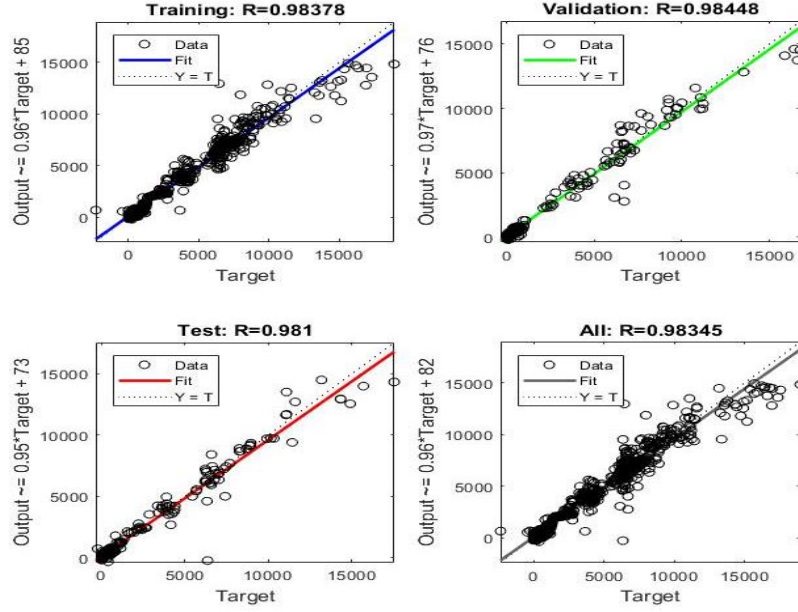 Training: R=0.98378
Output ~= 0.96*Target + 85
Data
Fit
Y = T
15000
10000
5000
0
0 5000 10000 15000
Target
Validation: R=0.98448
Output ~= 0.97*Target + 76
Data
Fit
Y = T
15000
10000
5000
0
0 5000 10000 15000
Target
Test: R=0.981
Output ~= 0.95*Target + 73
Data
Fit
Y = T
15000
10000
5000
0
0 5000 10000 15000
Target
All: R=0.98345
Output ~= 0.96*Target + 82
Data
Fit
Y = T
15000
10000
5000
0
0 5000 10000 15000
Target